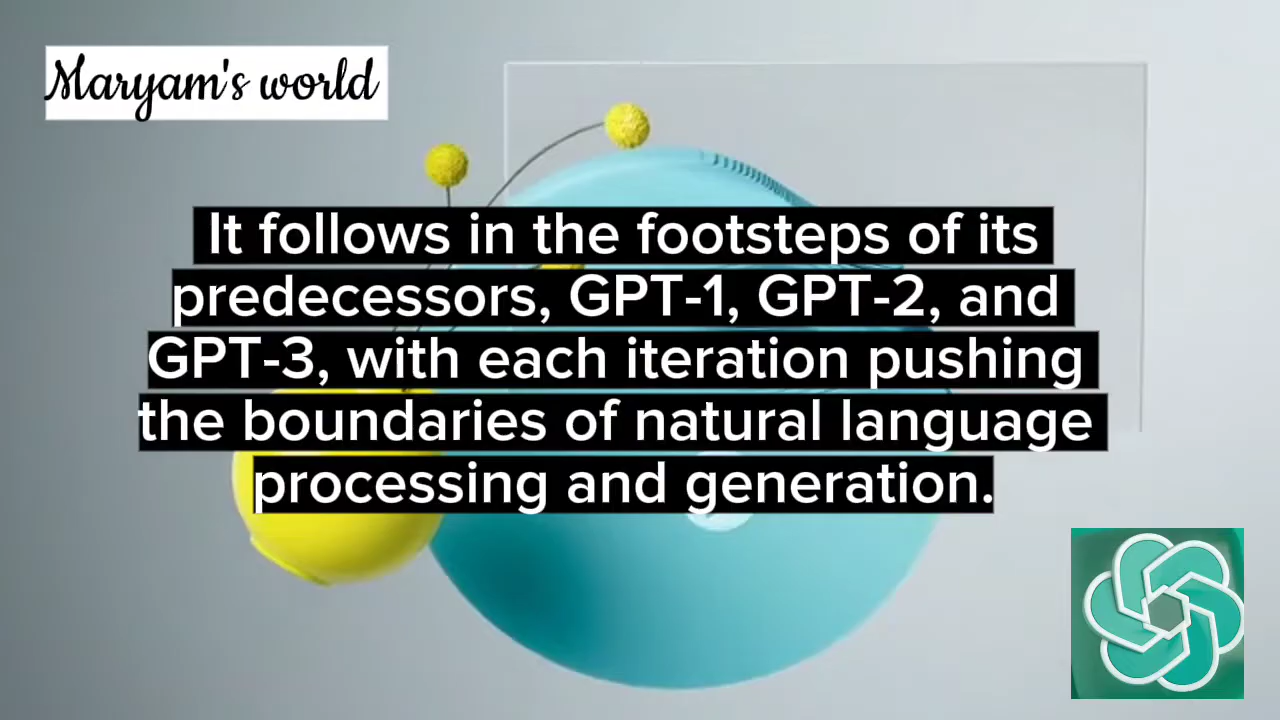 Maryam's world
It follows in the footsteps of its
predecessors, GPT-1, GPT-2, and
GPT-3, with each iteration pushing
the boundaries of natural language
processing and generation.